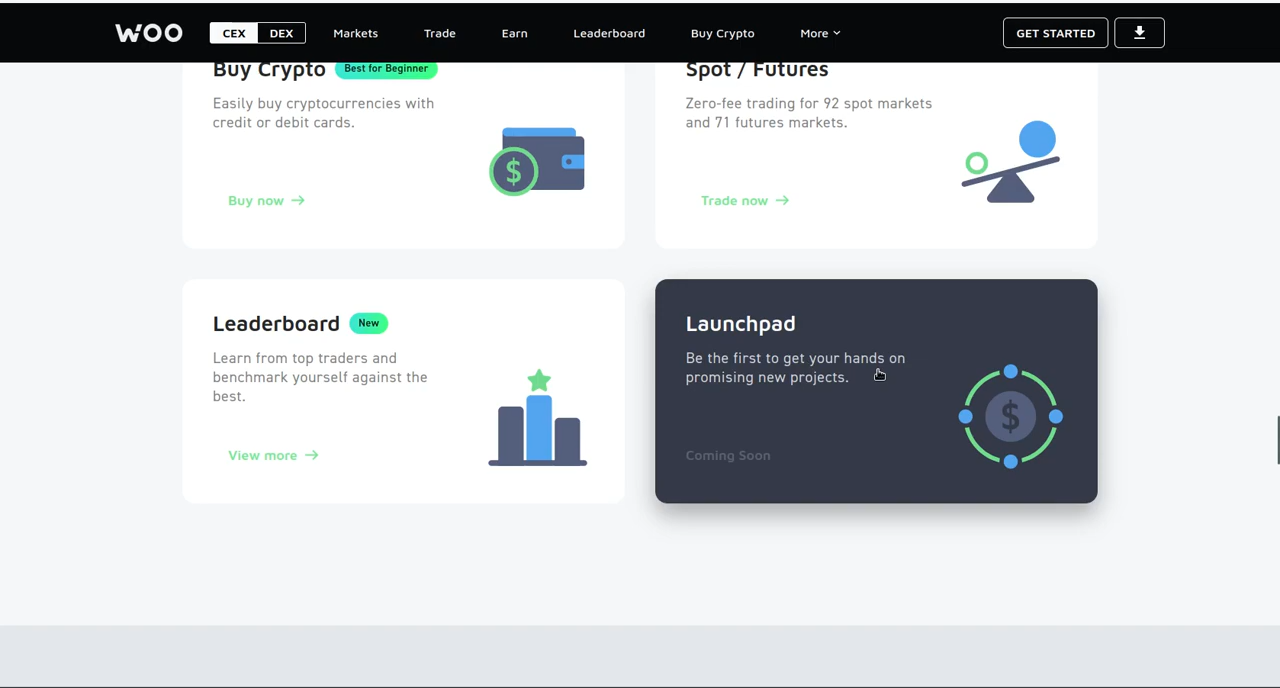 WOO
CEX DEX Markets Trade Earn Leaderboard Buy Crypto More GET STARTED
Buy Crypto Best for Beginner
Easily buy cryptocurrencies with
credit or debit cards.
$
Buy now →
Spot / Futures
Zero-fee trading for 92 spot markets
and 71 futures markets.
Trade now →
Leaderboard New
Learn from top traders and
benchmark yourself against the
best.
View more →
Launchpad
Be the first to get your hands on
promising new projects.
$
Coming Soon